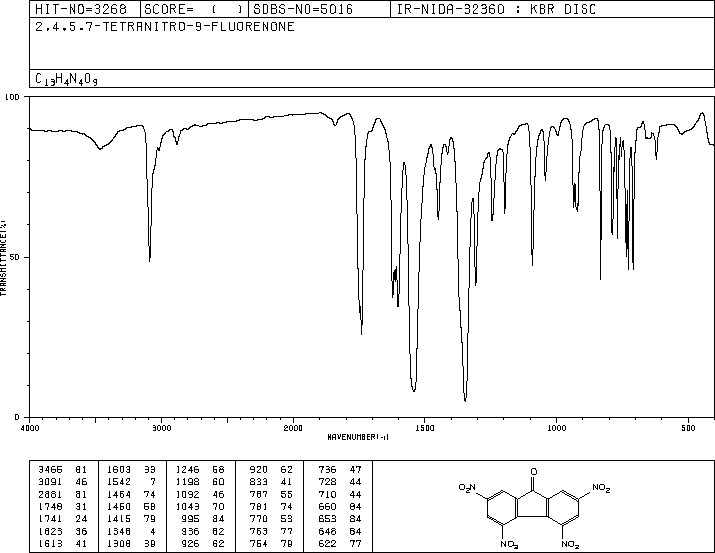 HIT-NO=3268 SCORE= ( ) SDBS-NO=5016 IR-NIDA-32360 : KBR DISC
2,4,5,7-TETRANITRO-9-FLUORENONE
C13H4N4O9
100
50
0
TRANSMITTANCE(%)
4000 3000 2000 1500 1000 500
WAVENUMBER(-1)
3466 81 1603 39 1246 58 920 62 736 47
3091 46 1542 7 1198 60 833 41 728 44
2881 81 1464 74 1092 46 787 55 710 44
1748 31 1450 58 1043 70 781 74 660 84
1741 24 1415 79 995 84 770 53 653 84
1623 36 1348 4 936 62 763 77 648 84
1613 41 1308 39 926 62 754 79 622 77
O
O2N NO2
NO2 NO2